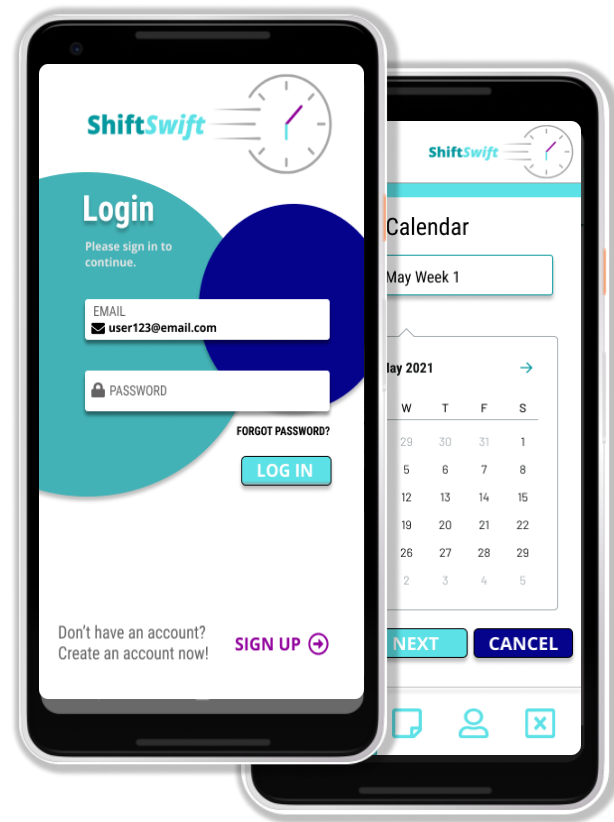 ShiftSwift
Login
Please sign in to
continue.
EMAIL
user123@email.com
PASSWORD
FORGOT PASSWORD?
LOG IN
Don't have an account?
Create an account now!
SIGN UP
ShiftSwift
Calendar
May Week 1
ay 2021
W T F S
29 30 31 1
5 6 7 8
12 13 14 15
19 20 21 22
26 27 28 29
2 3 4 5
NEXT
CANCEL